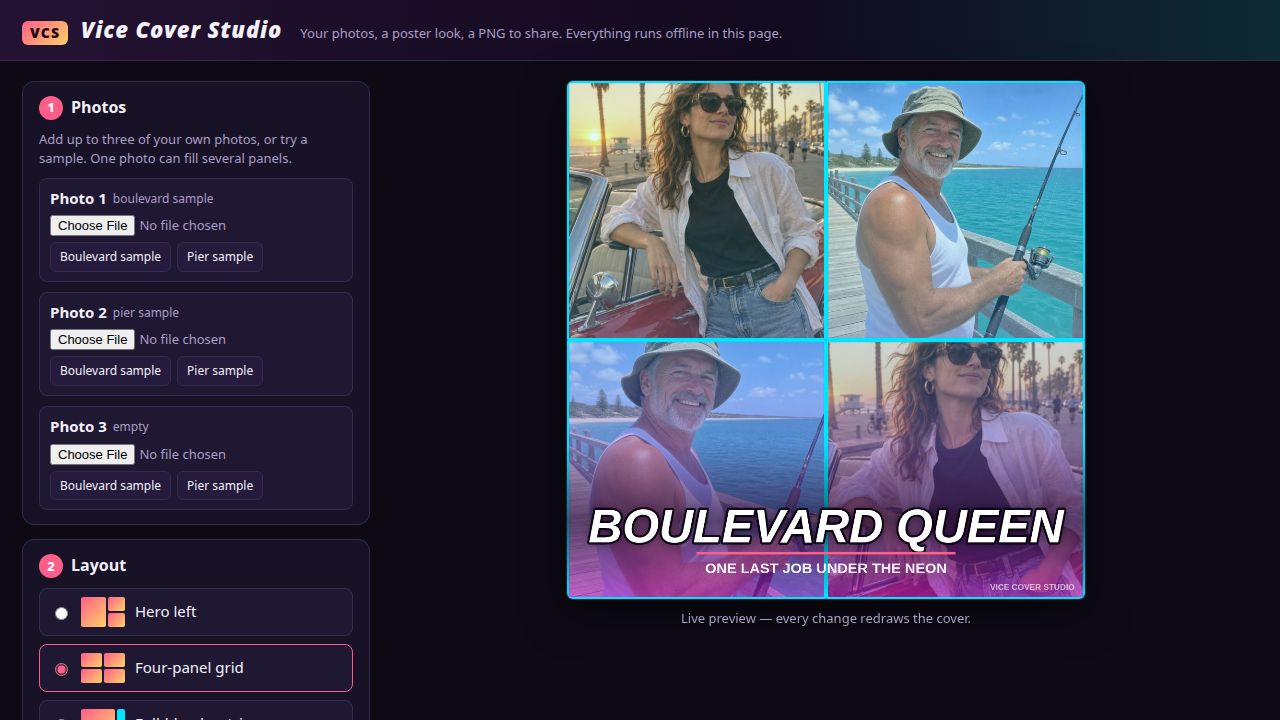 vcs Vice Cover Studio Your photos, a poster look, a PNG to share. Everything runs offline in this page.
1 Photos
Add up to three of your own photos, or try a
sample. One photo can fill several panels.
Photo 1 boulevard sample
Choose File No file chosen
Boulevard sample Pier sample
Photo 2 pier sample
Choose File No file chosen
Boulevard sample Pier sample
Photo 3 empty
Choose File No file chosen
Boulevard sample Pier sample
2 Layout
Hero left
Four-panel grid
BOULEVARD QUEEN
ONE LAST JOB UNDER THE NEON
VICE COVER STUDIO
Live preview — every change redraws the cover.